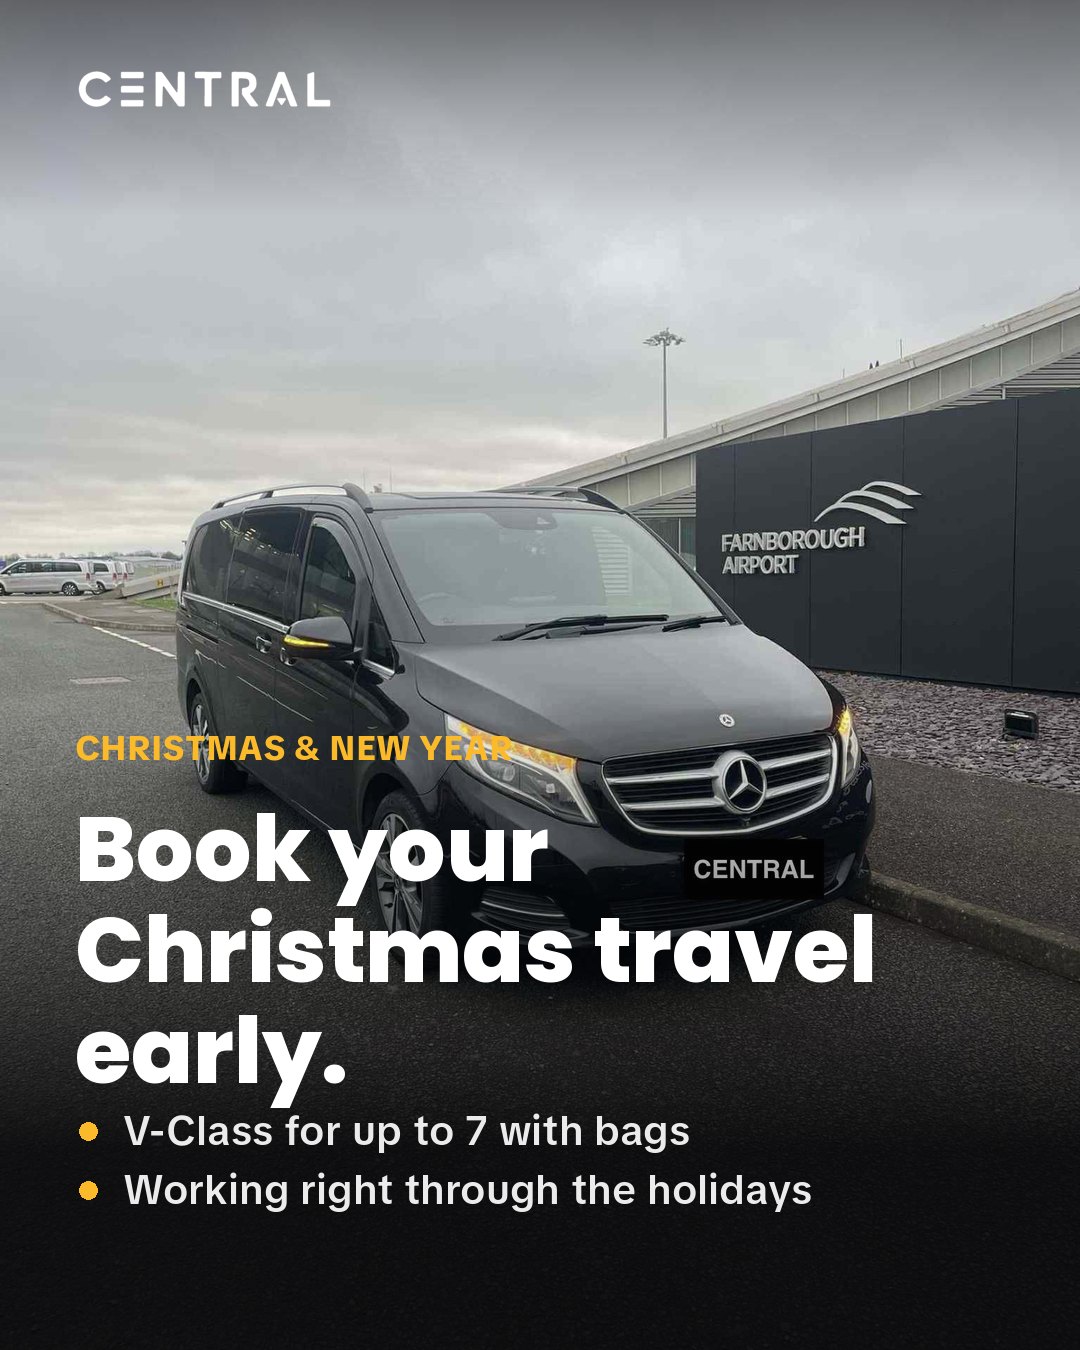 CENTRAL
FARNBOROUGH
AIRPORT
CHRISTMAS & NEW YEAR
CENTRAL
Book your
Christmas travel
early.
V-Class for up to 7 with bags
Working right through the holidays